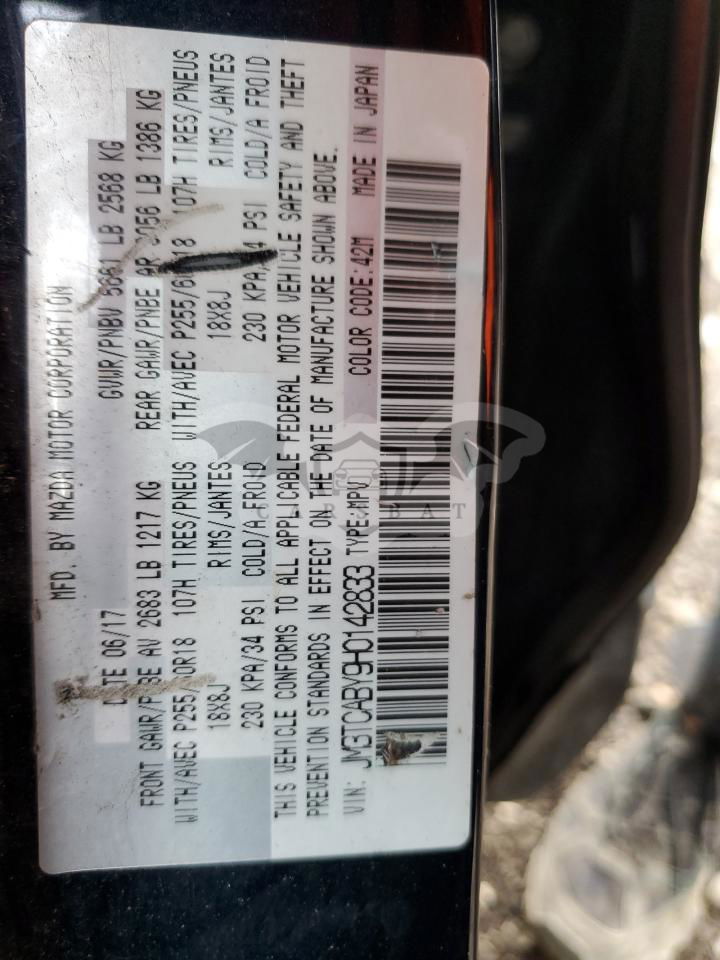 MFD. BY MAZDA MOTOR CORPORATION
DATE 06/17 GVWR/PNBV 5661 LB 2568 KG
FRONT GAWR/PNBE AV 2683 LB 1217 KG REAR GAWR/PNBE AR 3056 LB 1386 KG
WITH/AVEC P255/60R18 107H TIRES/PNEUS WITH/AVEC P255/60R18 107H TIRES/PNEUS
18X8J RIMS/JANTES 18X8J RIMS/JANTES
230 KPA/34 PSI COLD/A FROID 230 KPA/34 PSI COLD/A FROID
THIS VEHICLE CONFORMS TO ALL APPLICABLE FEDERAL MOTOR VEHICLE SAFETY AND THEFT
PREVENTION STANDARDS IN EFFECT ON THE DATE OF MANUFACTURE SHOWN ABOVE.
VIN: JM3TCABY9H0142833 TYPE:MPV COLOR CODE:42M MADE IN JAPAN
CARSBAT